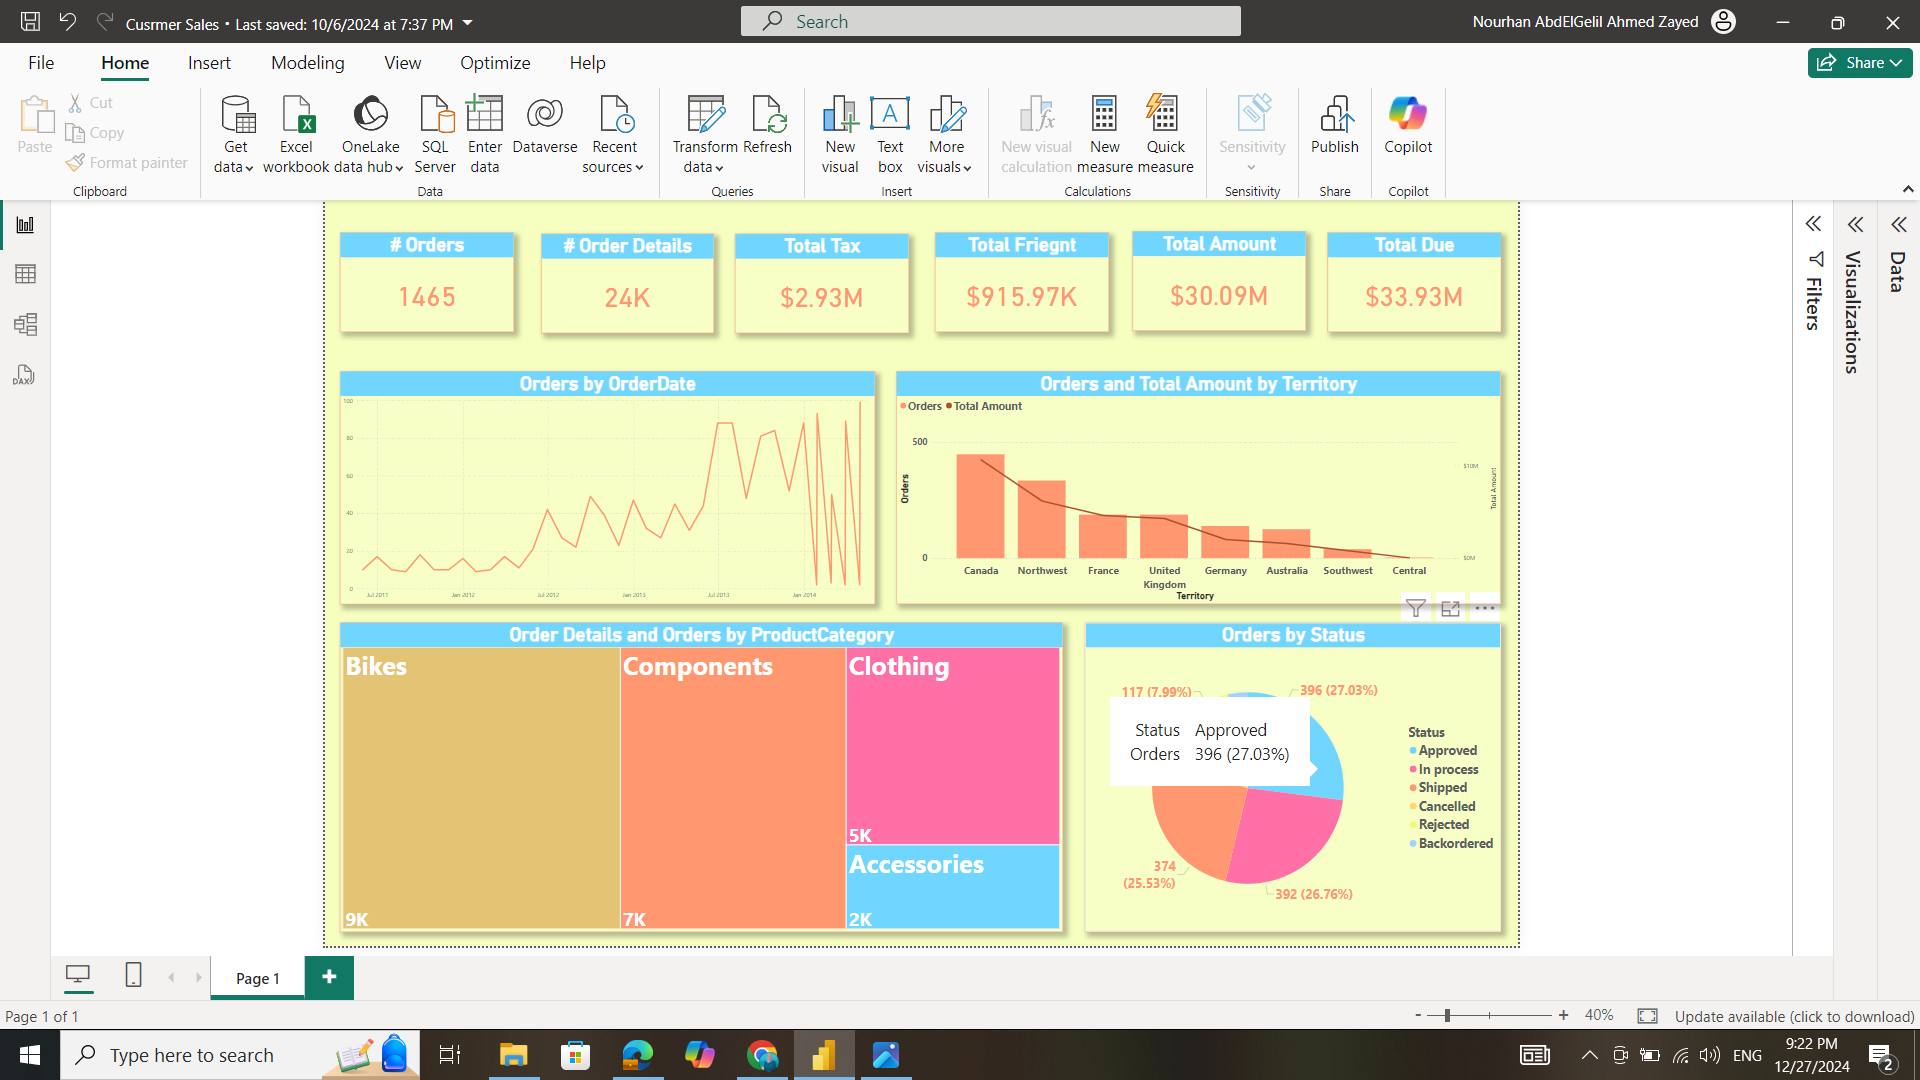 Cusrmer Sales • Last saved: 10/6/2024 at 7:37 PM
Search
Nourhan AbdElGelil Ahmed Zayed
File Home Insert Modeling View Optimize Help
Share
Paste
Cut
Copy
Format painter
Clipboard
Get data
Excel workbook
OneLake data hub
SQL Server
Enter data
Dataverse
Recent sources
Data
Transform data
Refresh
Queries
New visual
Text box
More visuals
Insert
New visual calculation
New measure
Quick measure
Calculations
Sensitivity
Sensitivity
Publish
Share
Copilot
Copilot
DAX
Filters
Visualizations
Data
# Orders
1465
# Order Details
24K
Total Tax
$2.93M
Total Friegnt
$915.97K
Total Amount
$30.09M
Total Due
$33.93M
Orders by OrderDate
100
80
60
40
20
0
Jul 2011 Jan 2012 Jul 2012 Jan 2013 Jul 2013 Jan 2014
Orders and Total Amount by Territory
Orders Total Amount
500
0
Orders
$10M
$0M
Total Amount
Canada Northwest France United Kingdom Germany Australia Southwest Central
Territory
Order Details and Orders by ProductCategory
Bikes
9K
Components
7K
Clothing
5K
Accessories
2K
Orders by Status
117 (7.99%)
396 (27.03%)
Status Approved
Orders 396 (27.03%)
374
(25.53%)
392 (26.76%)
Status
Approved
In process
Shipped
Cancelled
Rejected
Backordered
Page 1
+
Page 1 of 1
- + 40%
Update available (click to download)
Type here to search
ENG
9:22 PM
12/27/2024
2